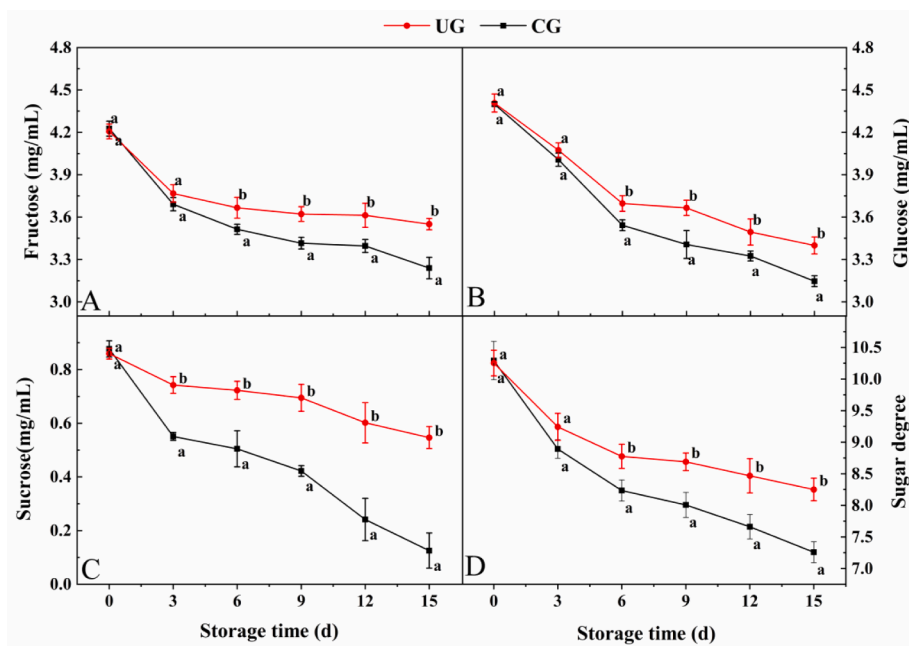 UG CG
4.8
4.5
4.2
3.9
3.6
3.3
3.0
Fructose (mg/mL)
a
a
a
a
b
a
b
a
b
a
b
a
A
4.8
4.5
4.2
3.9
3.6
3.3
3.0
Glucose (mg/mL)
a
a
a
a
b
a
b
a
b
a
b
a
B
0.8
0.6
0.4
0.2
0.0
Sucrose(mg/mL)
a
a
b
a
b
a
b
a
b
a
b
a
C
10.5
10.0
9.5
9.0
8.5
8.0
7.5
7.0
Sugar degree
a
a
a
a
b
a
b
a
b
a
b
a
D
0 3 6 9 12 15
0 3 6 9 12 15
Storage time (d)
Storage time (d)